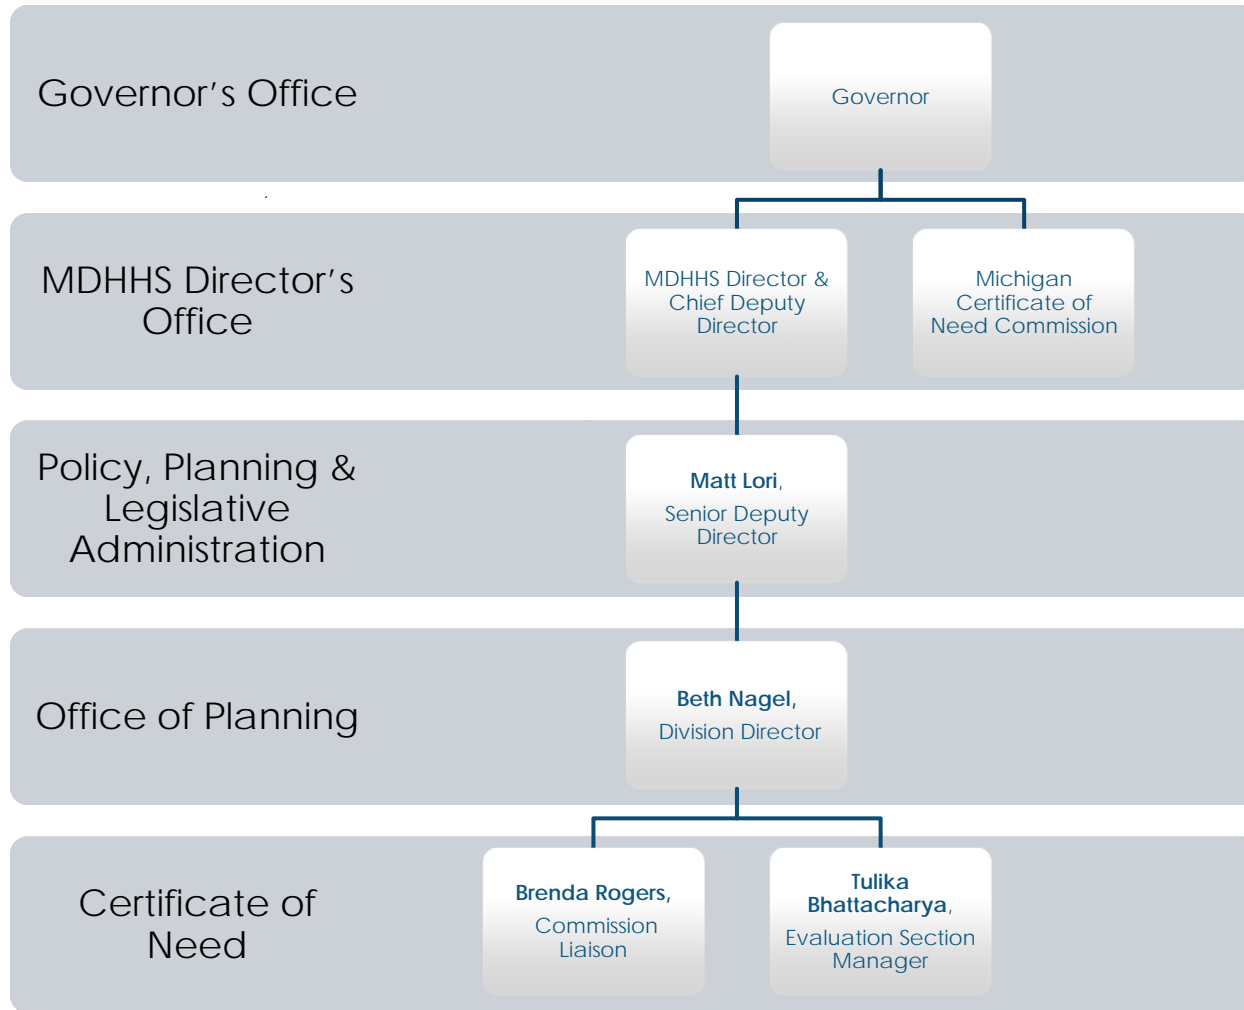 Governor's Office
Governor
MDHHS Director's
Office
MDHHS Director &
Chief Deputy
Director
Michigan
Certificate of
Need Commission
Policy, Planning &
Legislative
Administration
Matt Lori,
Senior Deputy
Director
Office of Planning
Beth Nagel,
Division Director
Certificate of
Need
Brenda Rogers,
Commission
Liaison
Tulika
Bhattacharya,
Evaluation Section
Manager